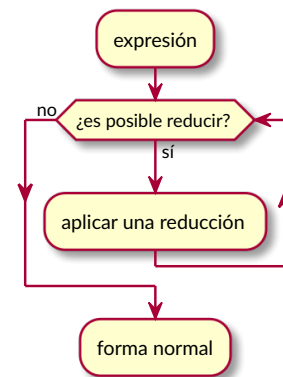 expresión
no
¿es posible reducir?
sí
aplicar una reducción
forma normal